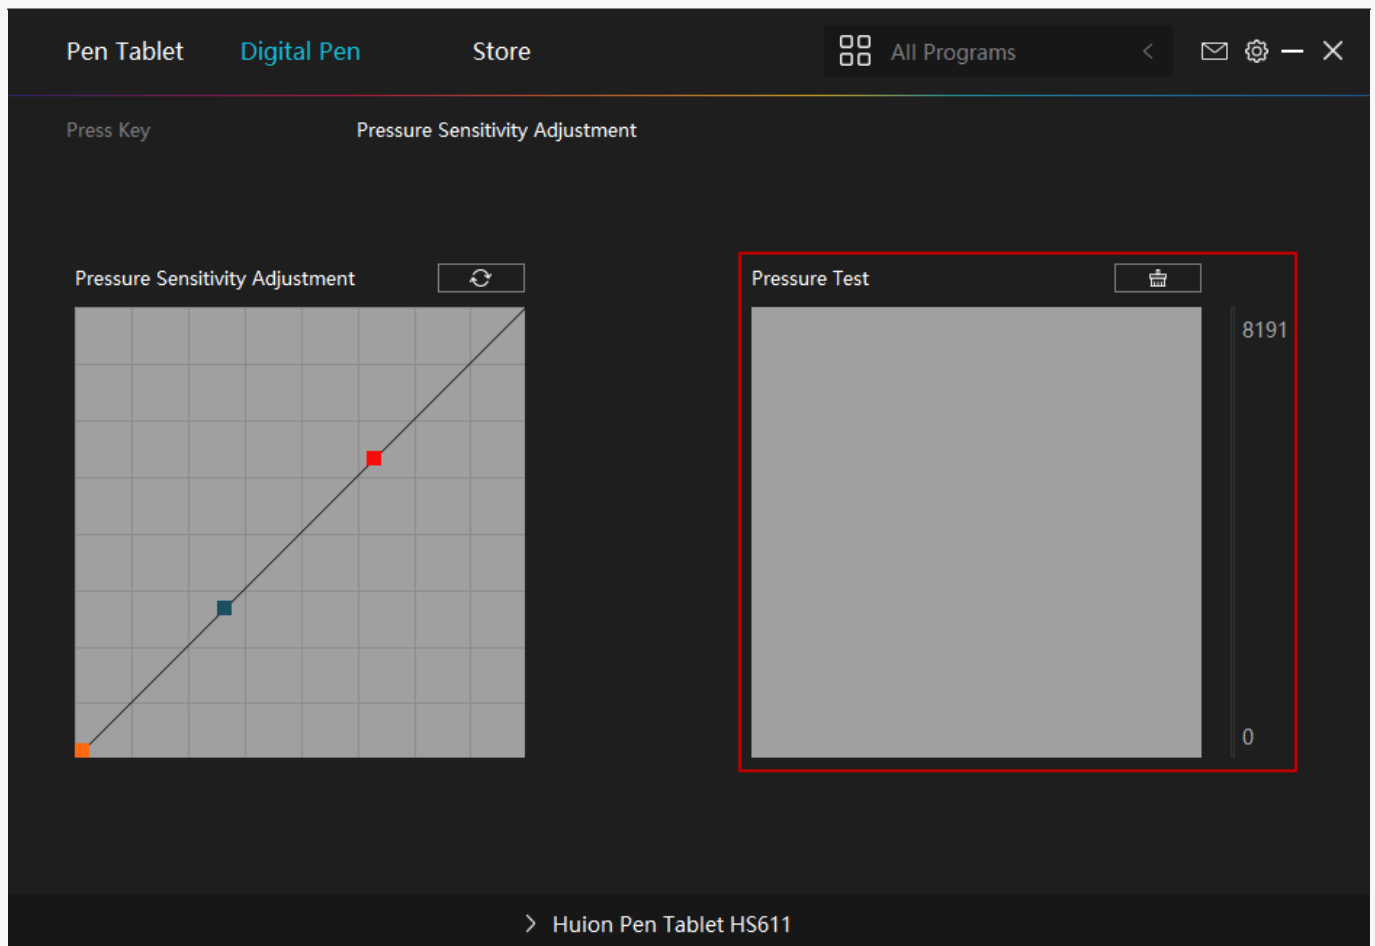 Pen Tablet Digital Pen Store All Programs
Press Key Pressure Sensitivity Adjustment
Pressure Sensitivity Adjustment
Pressure Test
8191
0
Huion Pen Tablet HS611